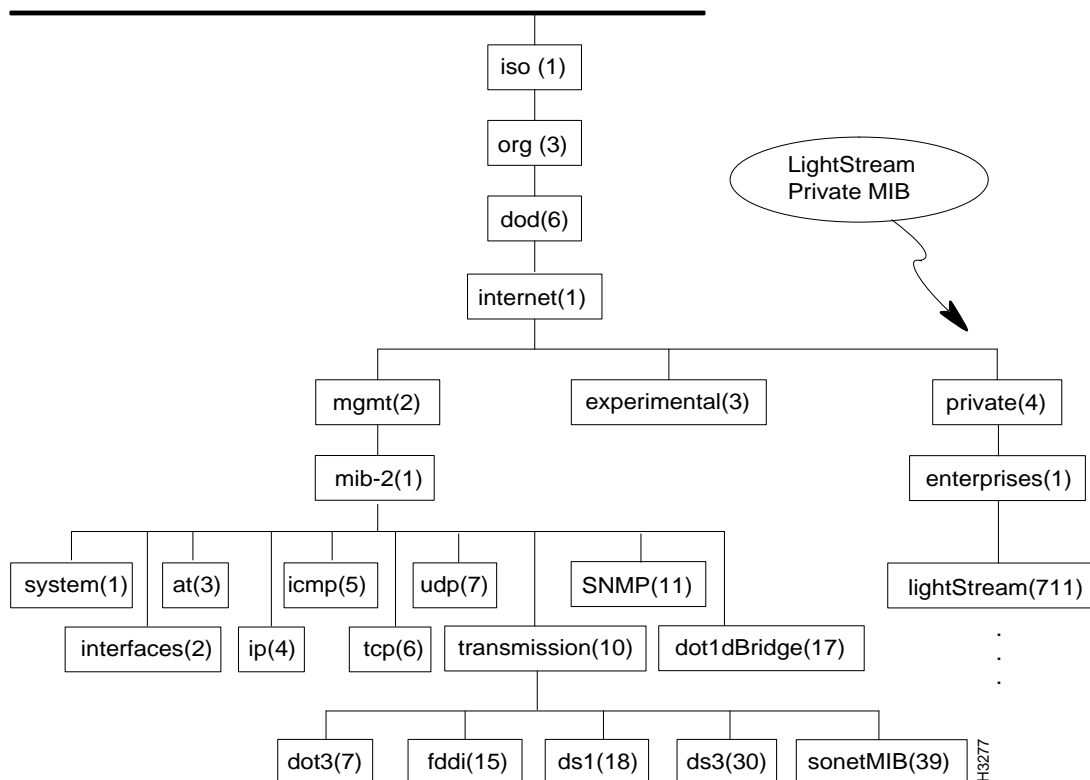 iso (1)
org (3)
LightStream
Private MIB
dod(6)
internet(1)
mgmt(2)
experimental(3)
private(4)
mib-2(1)
enterprises(1)
system(1)
at(3)
icmp(5)
udp(7)
SNMP(11)
lightStream(711)
interfaces(2)
ip(4)
tcp(6)
transmission(10)
dot1dBridge(17)
.
.
.
dot3(7)
fddi(15)
ds1(18)
ds3(30)
sonetMIB(39)
H3277